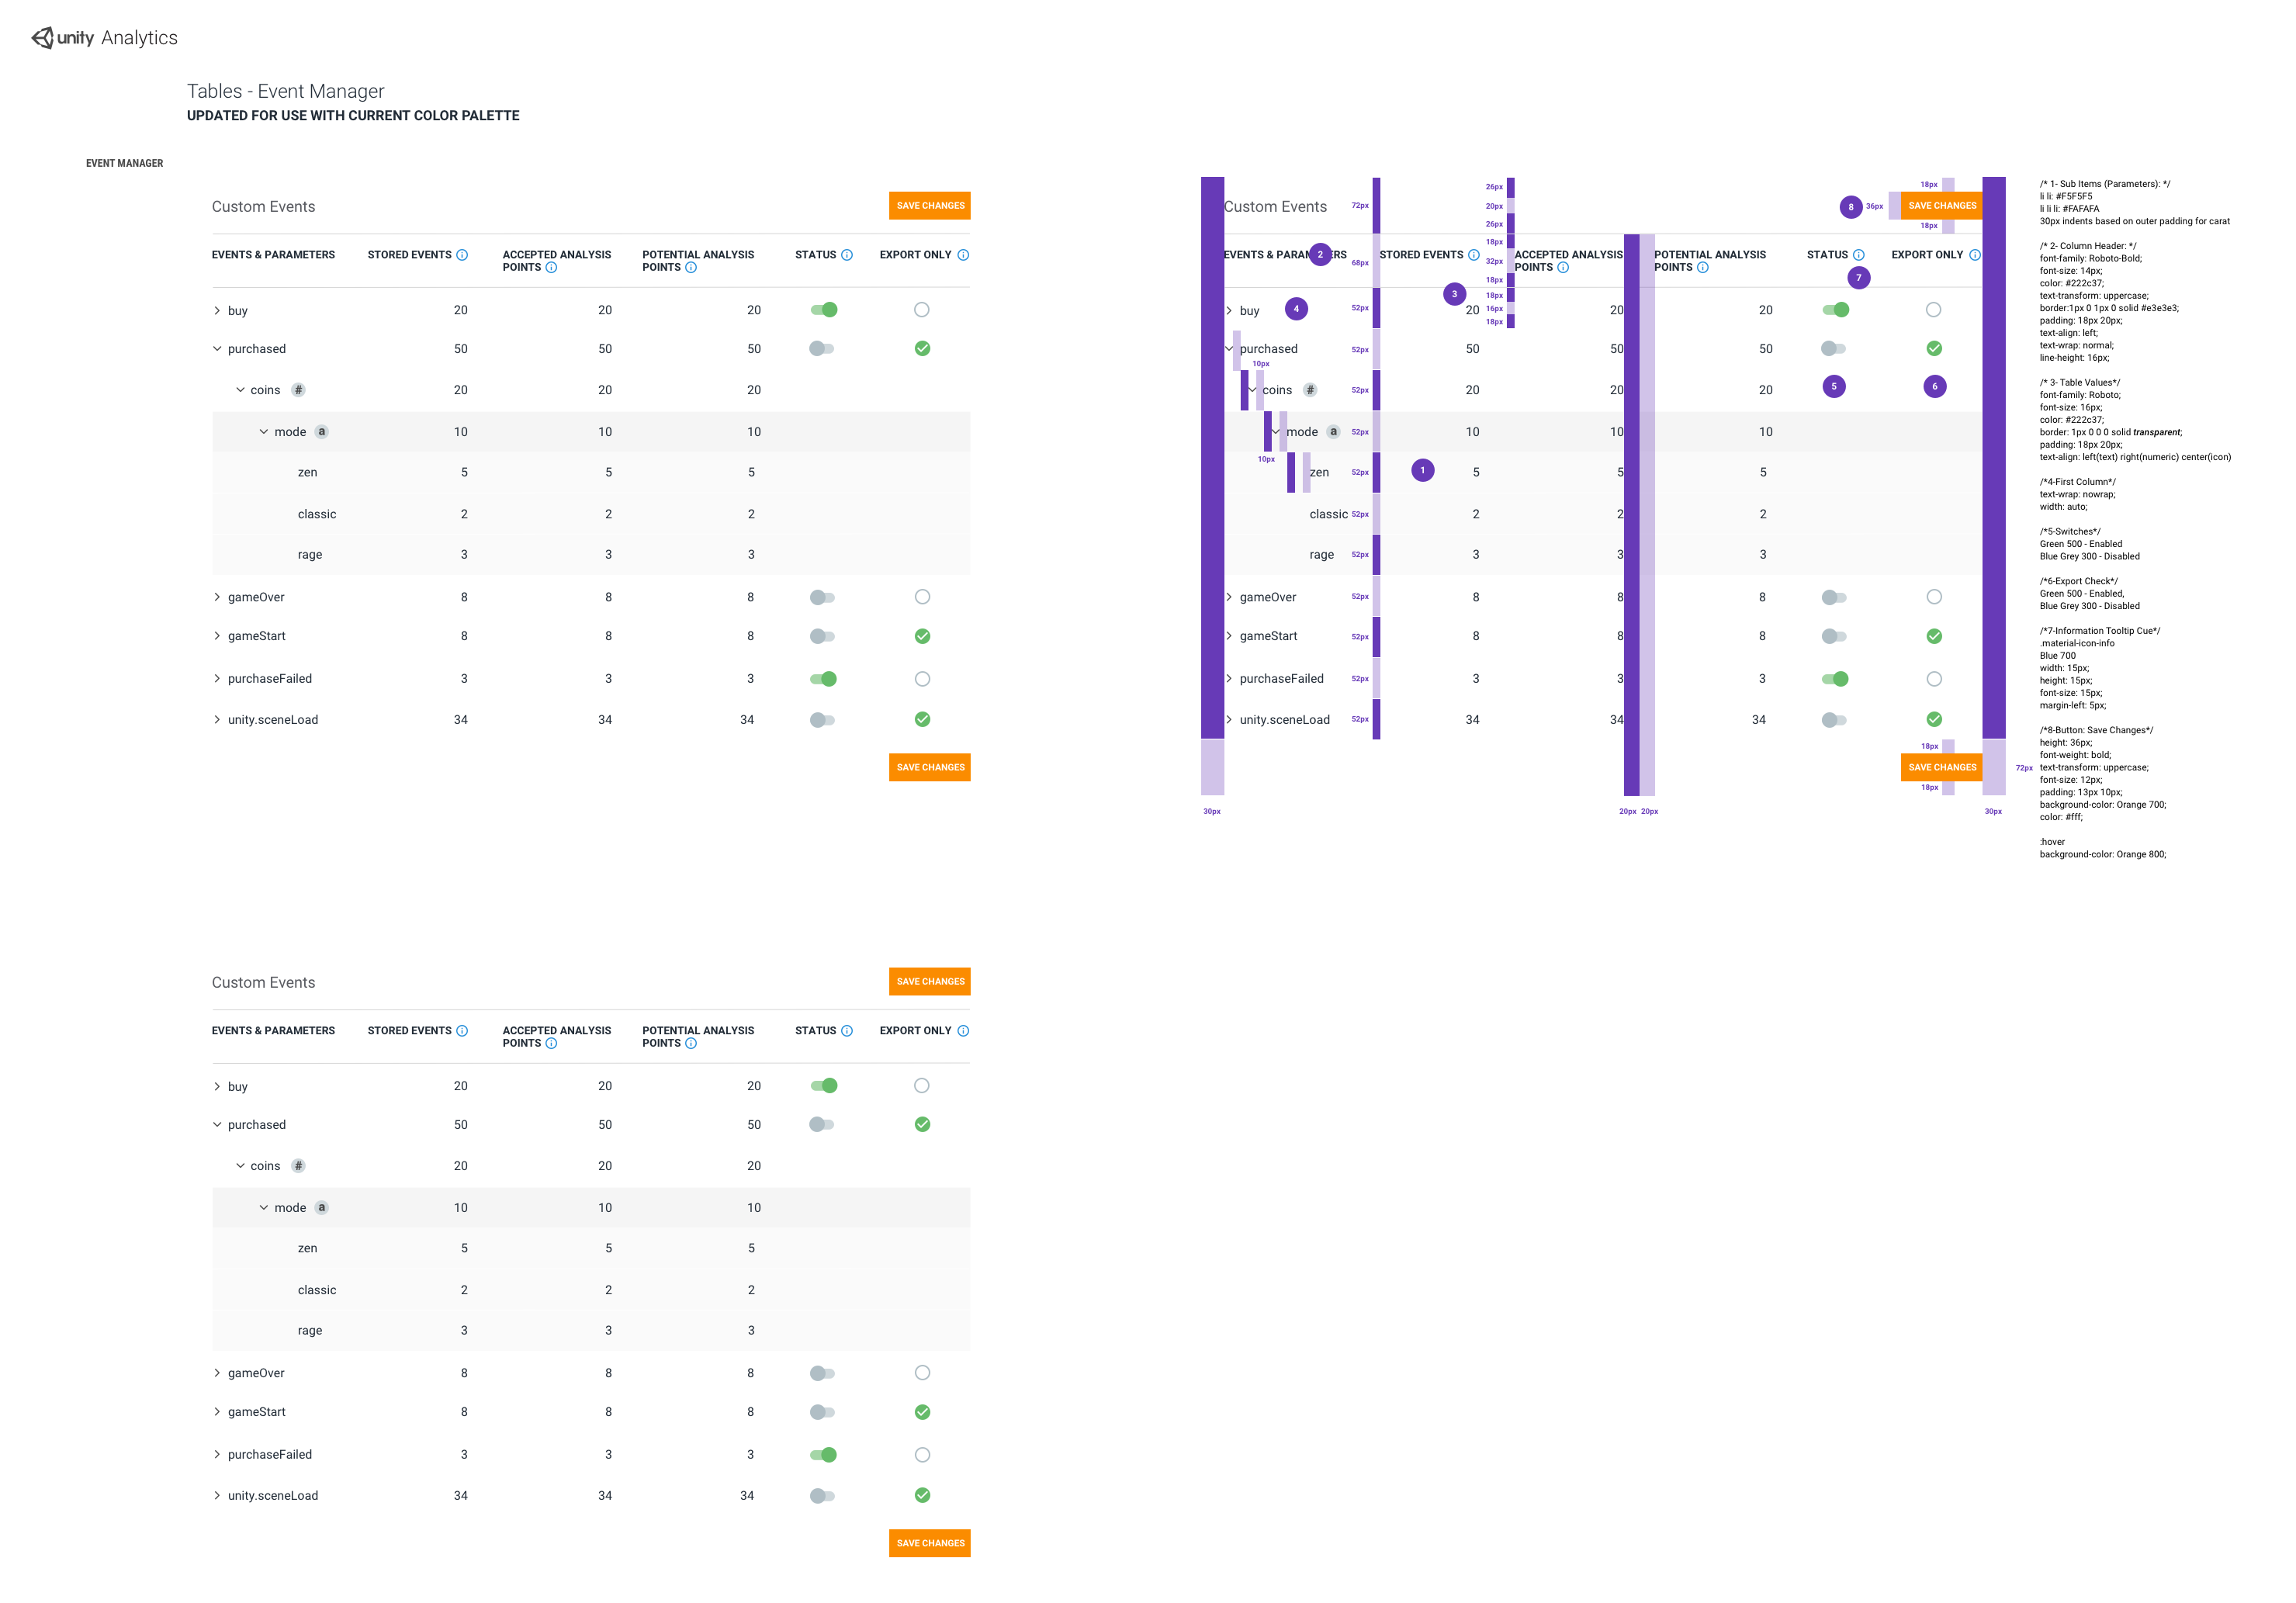 unity Analytics
Tables - Event Manager
UPDATED FOR USE WITH CURRENT COLOR PALETTE
EVENT MANAGER
Custom Events
SAVE CHANGES
EVENTS & PARAMETERS STORED EVENTS ACCEPTED ANALYSIS POINTS POTENTIAL ANALYSIS POINTS STATUS EXPORT ONLY
buy 20 20 20
purchased 50 50 50
coins # 20 20 20
mode a 10 10 10
zen 5 5 5
classic 2 2 2
rage 3 3 3
gameOver 8 8 8
gameStart 8 8 8
purchaseFailed 3 3 3
unity.sceneLoad 34 34 34
SAVE CHANGES
Custom Events 72px 26px 20px 26px 8 36px 18px SAVE CHANGES 18px
EVENTS & PARAM 2 ERS 68px STORED EVENTS 18px 32px 18px ACCEPTED ANALYSIS POINTS POTENTIAL ANALYSIS POINTS STATUS 7 EXPORT ONLY
buy 4 52px 3 20 18px 16px 18px 20 20
purchased 52px 50 50 50
10px
coins # 52px 20 20 20 5 6
mode a 52px 10 10 10
10px
zen 52px 1 5 5 5
classic 52px 2 2 2
rage 52px 3 3 3
gameOver 52px 8 8 8
gameStart 52px 8 8 8
purchaseFailed 52px 3 3 3
unity.sceneLoad 52px 34 34 34
18px
SAVE CHANGES 72px
18px
30px 20px 20px 30px
/* 1- Sub Items (Parameters): */
li li: #F5F5F5
li li li: #FAFAFA
30px indents based on outer padding for carat
/* 2- Column Header: */
font-family: Roboto-Bold;
font-size: 14px;
color: #222c37;
text-transform: uppercase;
border:1px 0 1px 0 solid #e3e3e3;
padding: 18px 20px;
text-align: left;
text-wrap: normal;
line-height: 16px;
/* 3- Table Values*/
font-family: Roboto;
font-size: 16px;
color: #222c37;
border: 1px 0 0 0 solid transparent;
padding: 18px 20px;
text-align: left(text) right(numeric) center(icon)
/*4-First Column*/
text-wrap: nowrap;
width: auto;
/*5-Switches*/
Green 500 - Enabled
Blue Grey 300 - Disabled
/*6-Export Check*/
Green 500 - Enabled,
Blue Grey 300 - Disabled
/*7-Information Tooltip Cue*/
.material-icon-info
Blue 700
width: 15px;
height: 15px;
font-size: 15px;
margin-left: 5px;
/*8-Button: Save Changes*/
height: 36px;
font-weight: bold;
text-transform: uppercase;
font-size: 12px;
padding: 13px 10px;
background-color: Orange 700;
color: #fff;
:hover
background-color: Orange 800;
Custom Events
SAVE CHANGES
EVENTS & PARAMETERS STORED EVENTS ACCEPTED ANALYSIS POINTS POTENTIAL ANALYSIS POINTS STATUS EXPORT ONLY
buy 20 20 20
purchased 50 50 50
coins # 20 20 20
mode a 10 10 10
zen 5 5 5
classic 2 2 2
rage 3 3 3
gameOver 8 8 8
gameStart 8 8 8
purchaseFailed 3 3 3
unity.sceneLoad 34 34 34
SAVE CHANGES